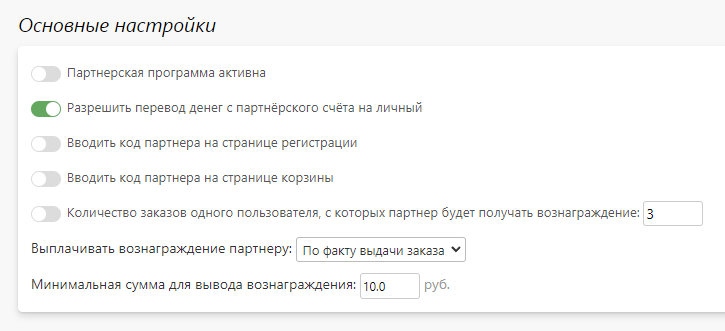 Основные настройки
Партнерская программа активна
Разрешить перевод денег с партнёрского счёта на личный
Вводить код партнера на странице регистрации
Вводить код партнера на странице корзины
Количество заказов одного пользователя, с которых партнер будет получать вознаграждение: 3
Выплачивать вознаграждение партнеру: По факту выдачи заказа
Минимальная сумма для вывода вознаграждения: 10.0 руб.